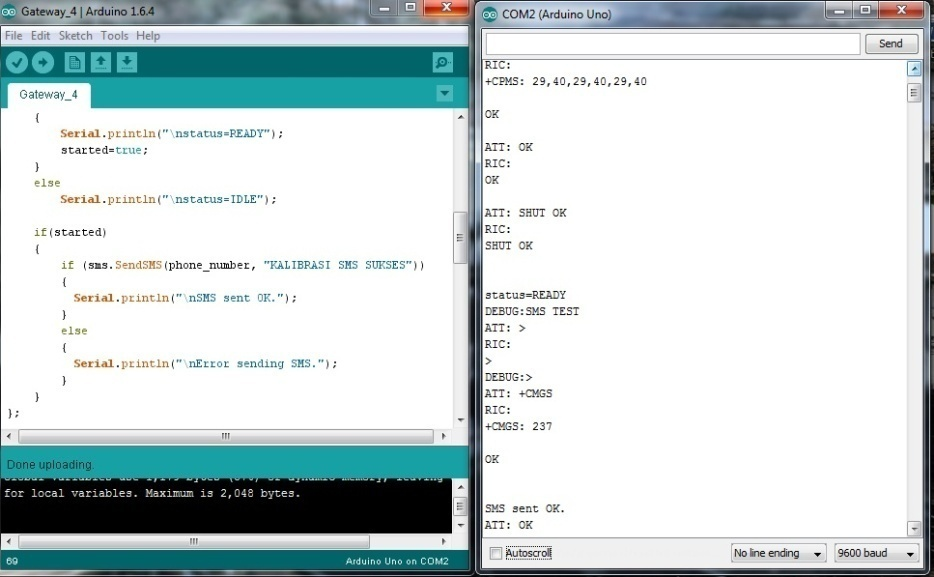 Gateway_4 | Arduino 1.6.4
File Edit Sketch Tools Help
Gateway_4
{
Serial.println("\nstatus=READY");
started=true;
}
else
Serial.println("\nstatus=IDLE");
if(started)
{
if (sms.SendSMS(phone_number, "KALIBRASI SMS SUKSES"))
{
Serial.println("\nSMS sent OK.");
}
else
{
Serial.println("\nError sending SMS.");
}
}
};
Done uploading.
for local variables. Maximum is 2,048 bytes.
69
Arduino Uno on COM2
COM2 (Arduino Uno)
Send
RIC:
+CPMS: 29,40,29,40,29,40
OK
ATT: OK
RIC:
OK
ATT: SHUT OK
RIC:
SHUT OK
status=READY
DEBUG:SMS TEST
ATT: >
RIC:
>
DEBUG:>
ATT: +CMGS
RIC:
+CMGS: 237
OK
SMS sent OK.
ATT: OK
Autoscroll
No line ending
9600 baud